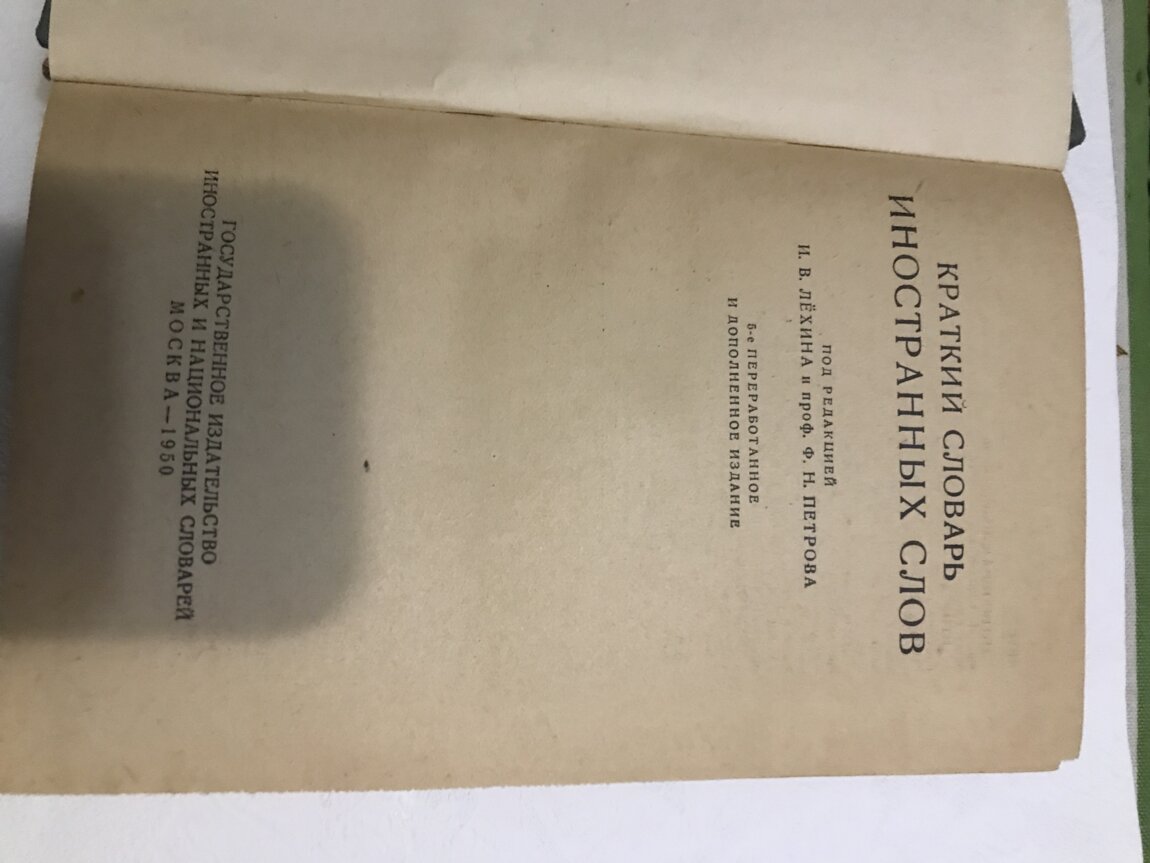 КРАТКИЙ СЛОВАРЬ
ИНОСТРАННЫХ СЛОВ
ПОД РЕДАКЦИЕЙ
И. В. ЛЁХИНА и проф. Ф. Н. ПЕТРОВА
5-е ПЕРЕРАБОТАННОЕ
И ДОПОЛНЕННОЕ ИЗДАНИЕ
ГОСУДАРСТВЕННОЕ ИЗДАТЕЛЬСТВО
ИНОСТРАННЫХ И НАЦИОНАЛЬНЫХ СЛОВАРЕЙ
МОСКВА — 1950